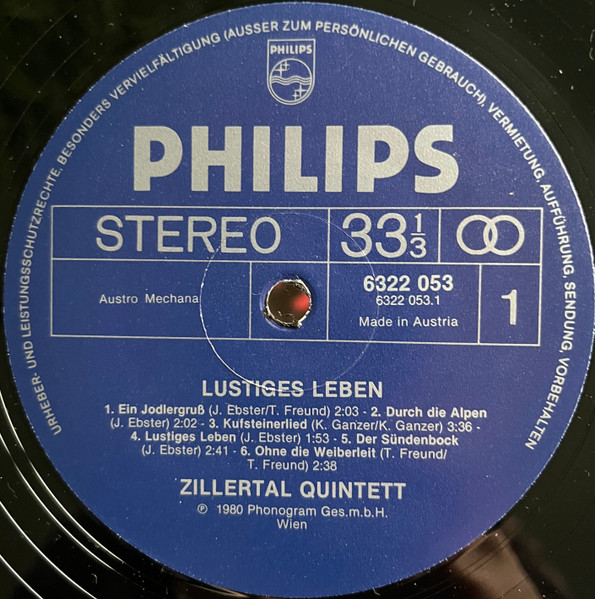 URHEBER- UND LEISTUNGSSCHUTZRECHTE, BESONDERS VERVIELFÄLTIGUNG (AUSSER ZUM PERSÖNLICHEN GEBRAUCH), VERMIETUNG, AUFFÜHRUNG, SENDUNG, VORBEHALTEN
PHILIPS
PHILIPS
STEREO 33 1/3
Austro Mechana
6322 053
6322 053.1
Made in Austria
1
LUSTIGES LEBEN
1. Ein Jodlergruß (J. Ebster/T. Freund) 2:03 - 2. Durch die Alpen
(J. Ebster) 2:02 - 3. Kufsteinerlied (K. Ganzer/K. Ganzer) 3:36 -
4. Lustiges Leben (J. Ebster) 1:53 - 5. Der Sündenbock
(J. Ebster) 2:41 - 6. Ohne die Weiberleit (T. Freund/
T. Freund) 2:38
ZILLERTAL QUINTETT
℗ 1980 Phonogram Ges.m.b.H.
Wien